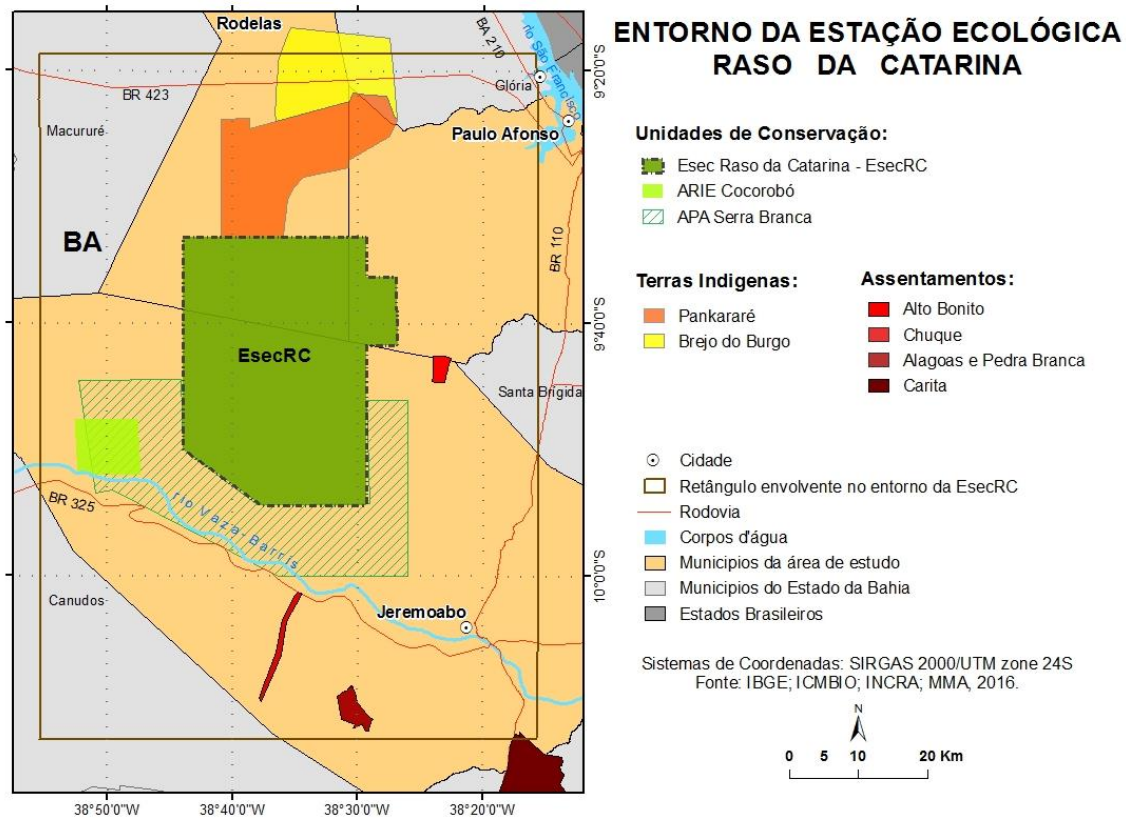 Rodelas
BA 210
rio São Francisco
9°20'0"S
BR 423
Glória
Macururé
Paulo Afonso
BA
BR 110
9°40'0"S
EsecRC
Santa Brígida
BR 325
rio Vaza-Barris
10°0'0"S
Canudos
Jeremoabo
38°50'0"W
38°40'0"W
38°30'0"W
38°20'0"W
ENTORNO DA ESTAÇÃO ECOLÓGICA
RASO DA CATARINA
Unidades de Conservação:
Esec Raso da Catarina - EsecRC
ARIE Cocorobó
APA Serra Branca
Terras Indigenas:
Pankararé
Brejo do Burgo
Assentamentos:
Alto Bonito
Chuque
Alagoas e Pedra Branca
Carita
Cidade
Retângulo envolvente no entorno da EsecRC
Rodovia
Corpos d'água
Municipios da área de estudo
Municipios do Estado da Bahia
Estados Brasileiros
Sistemas de Coordenadas: SIRGAS 2000/UTM zone 24S
Fonte: IBGE; ICMBIO; INCRA; MMA, 2016.
N
0 5 10 20 Km